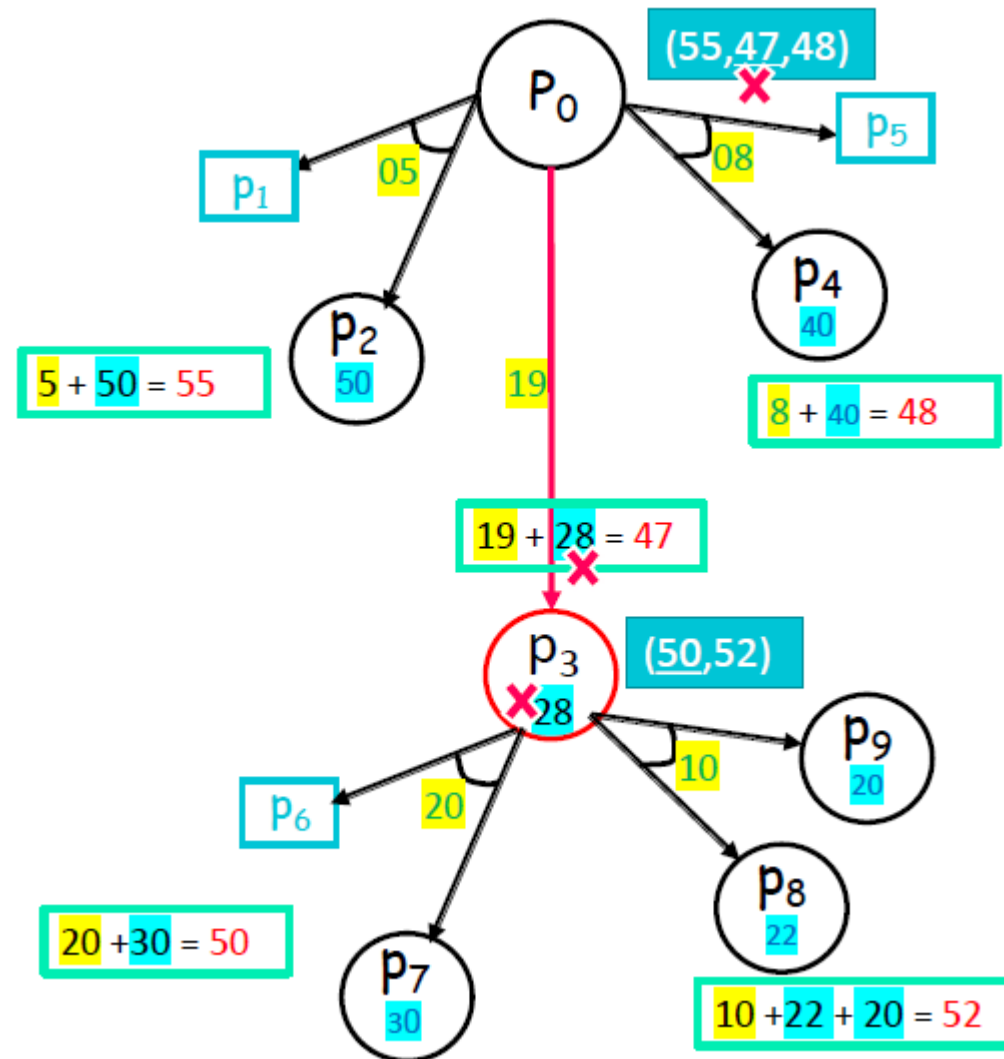 (55,47,48)
P₀
p₅
p₁
05
08
p₄
40
p₂
50
5 + 50 = 55
19
8 + 40 = 48
19 + 28 = 47
p₃
28
(50,52)
p₉
20
10
p₆
20
p₈
22
20 +30 = 50
p₇
30
10 +22 + 20 = 52